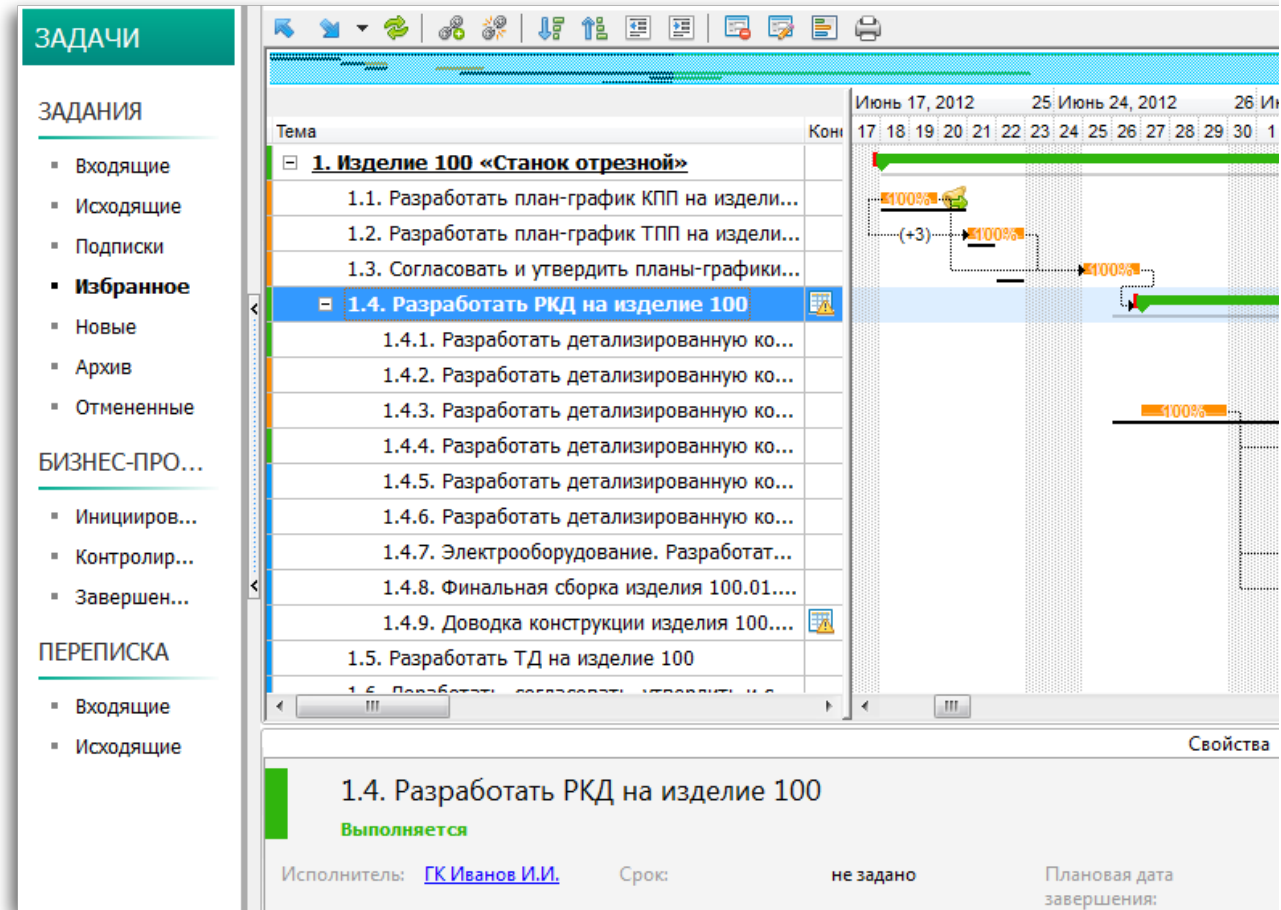 ЗАДАЧИ
ЗАДАНИЯ
Входящие
Исходящие
Подписки
Избранное
Новые
Архив
Отмененные
БИЗНЕС-ПРО...
Иницииров...
Контролир...
Завершен...
ПЕРЕПИСКА
Входящие
Исходящие
Июнь 17, 2012 25 Июнь 24, 2012 26
Тема
17 18 19 20 21 22 23 24 25 26 27 28 29 30 1
1. Изделие 100 «Станок отрезной»
1.1. Разработать план-график КПП на издели... 100%
1.2. Разработать план-график ТПП на издели... (+3) 100%
1.3. Согласовать и утвердить планы-графики... 100%
1.4. Разработать РКД на изделие 100
1.4.1. Разработать детализированную ко...
1.4.2. Разработать детализированную ко...
1.4.3. Разработать детализированную ко... 100%
1.4.4. Разработать детализированную ко...
1.4.5. Разработать детализированную ко...
1.4.6. Разработать детализированную ко...
1.4.7. Электрооборудование. Разработат...
1.4.8. Финальная сборка изделия 100.01....
1.4.9. Доводка конструкции изделия 100....
1.5. Разработать ТД на изделие 100
Свойства
1.4. Разработать РКД на изделие 100
Выполняется
Исполнитель: ГК Иванов И.И. Срок: не задано Плановая дата
завершения: